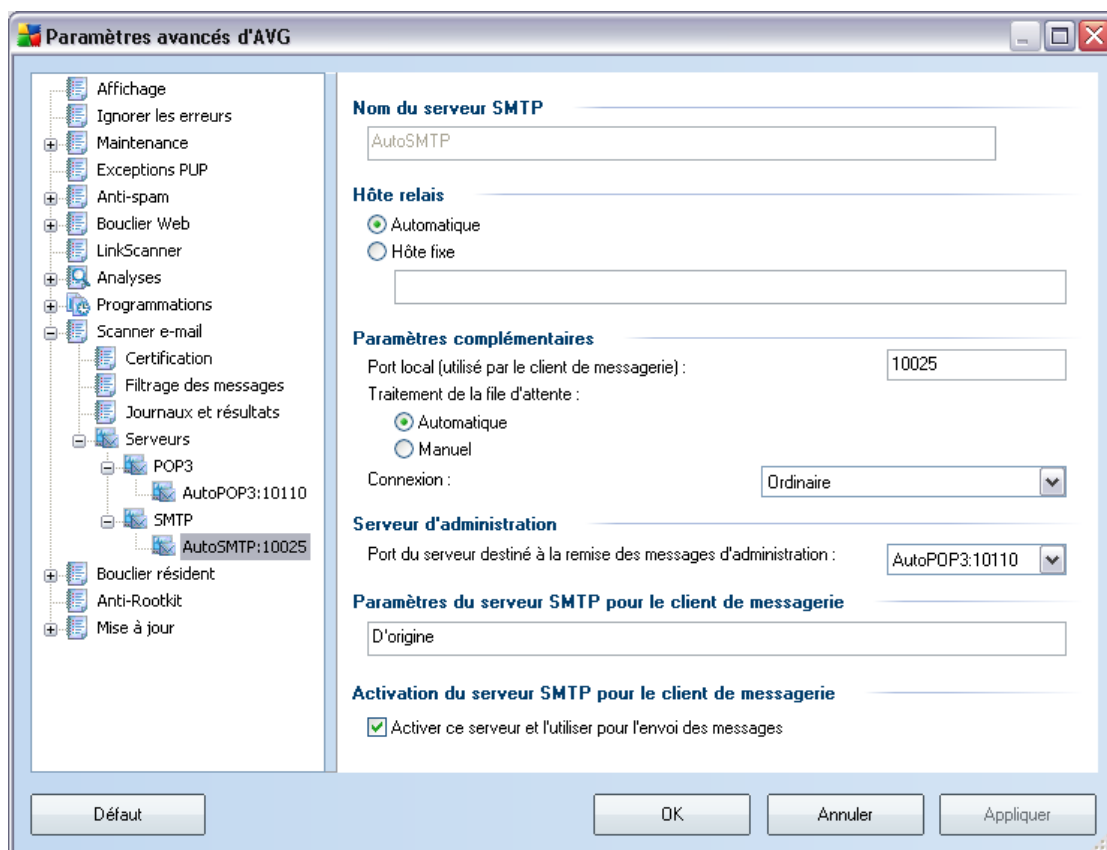 Paramètres avancés d'AVG
Affichage
Ignorer les erreurs
Maintenance
Exceptions PUP
Anti-spam
Bouclier Web
LinkScanner
Analyses
Programmations
Scanner e-mail
Certification
Filtrage des messages
Journaux et résultats
Serveurs
POP3
AutoPOP3:10110
SMTP
AutoSMTP:10025
Bouclier résident
Anti-Rootkit
Mise à jour
Nom du serveur SMTP
AutoSMTP
Hôte relais
Automatique
Hôte fixe
Paramètres complémentaires
Port local (utilisé par le client de messagerie) : 10025
Traitement de la file d'attente :
Automatique
Manuel
Connexion : Ordinaire
Serveur d'administration
Port du serveur destiné à la remise des messages d'administration : AutoPOP3:10110
Paramètres du serveur SMTP pour le client de messagerie
D'origine
Activation du serveur SMTP pour le client de messagerie
Activer ce serveur et l'utiliser pour l'envoi des messages
Défaut
OK
Annuler
Appliquer